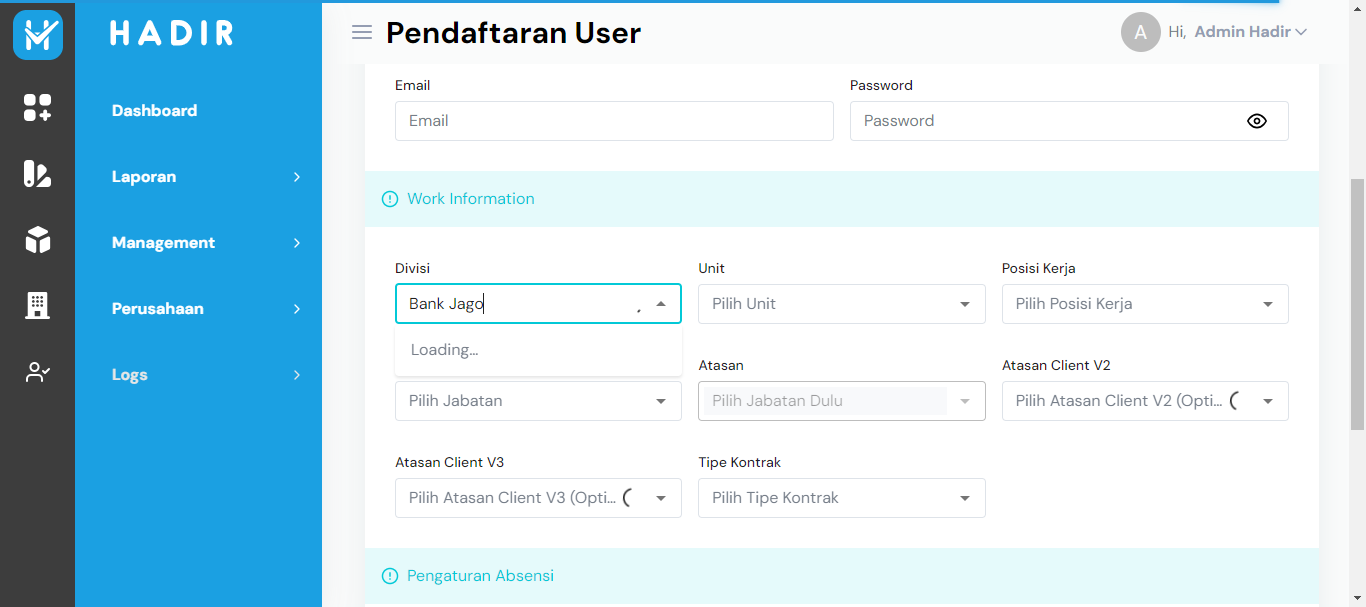 HADIR
Pendaftaran User
A
Hi, Admin Hadir
Dashboard
Laporan
Management
Perusahaan
Logs
Email
Password
Email
Password
Work Information
Divisi
Unit
Posisi Kerja
Bank Jago
Pilih Unit
Pilih Posisi Kerja
Loading...
Atasan
Atasan Client V2
Pilih Jabatan
Pilih Jabatan Dulu
Pilih Atasan Client V2 (Opti...
Atasan Client V3
Tipe Kontrak
Pilih Atasan Client V3 (Opti...
Pilih Tipe Kontrak
Pengaturan Absensi